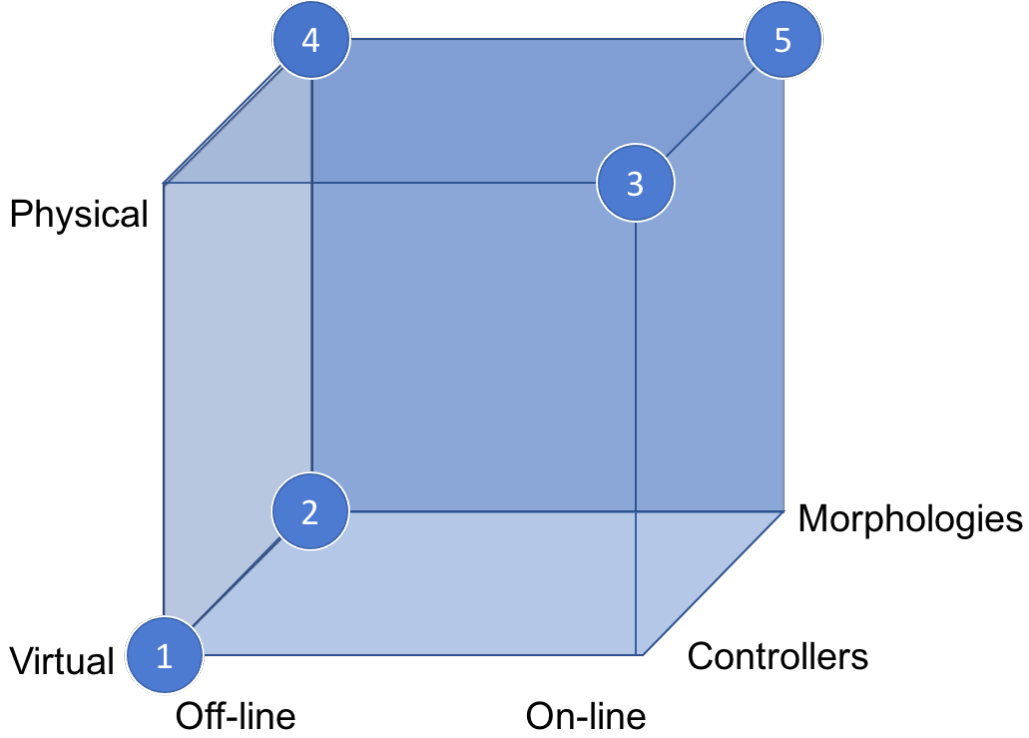 4
5
3
Physical
2
Morphologies
Virtual
1
Controllers
Off-line
On-line